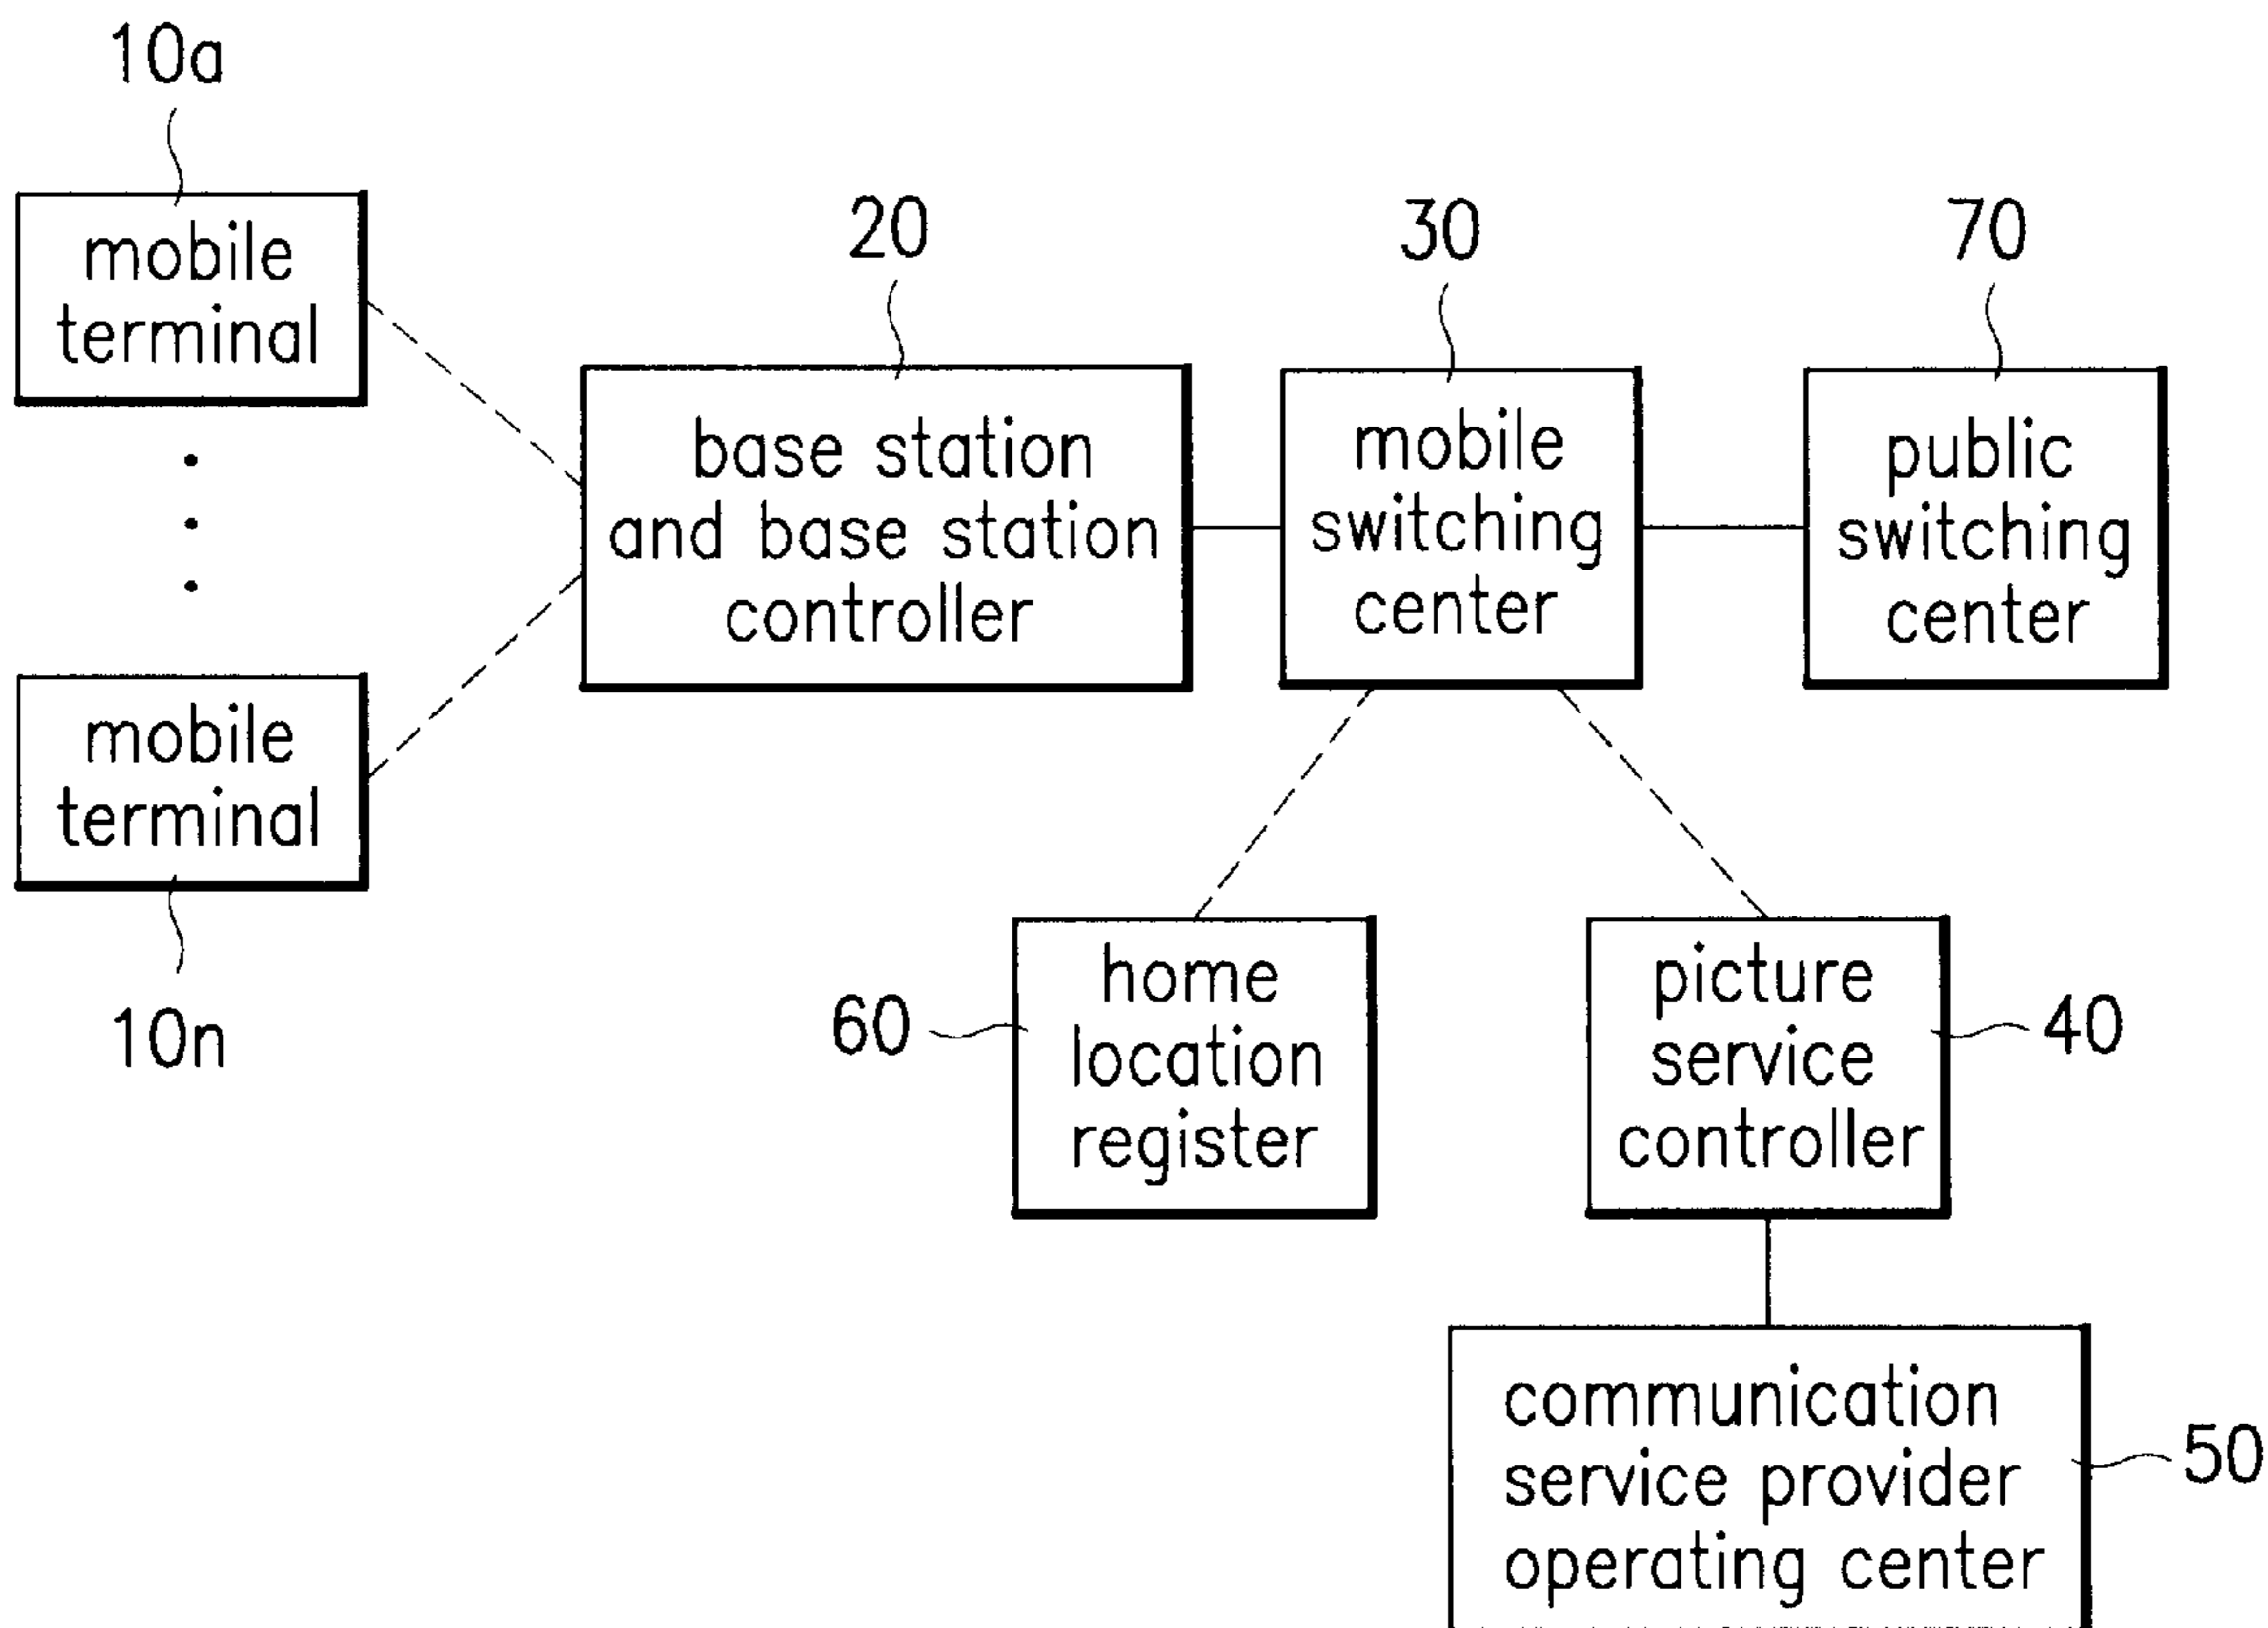 10a
mobile
terminal
20
base station
and base station
controller
30
mobile
switching
center
70
public
switching
center
mobile
terminal
10n
60
home
location
register
picture
service
controller
40
communication
service provider
operating center
50